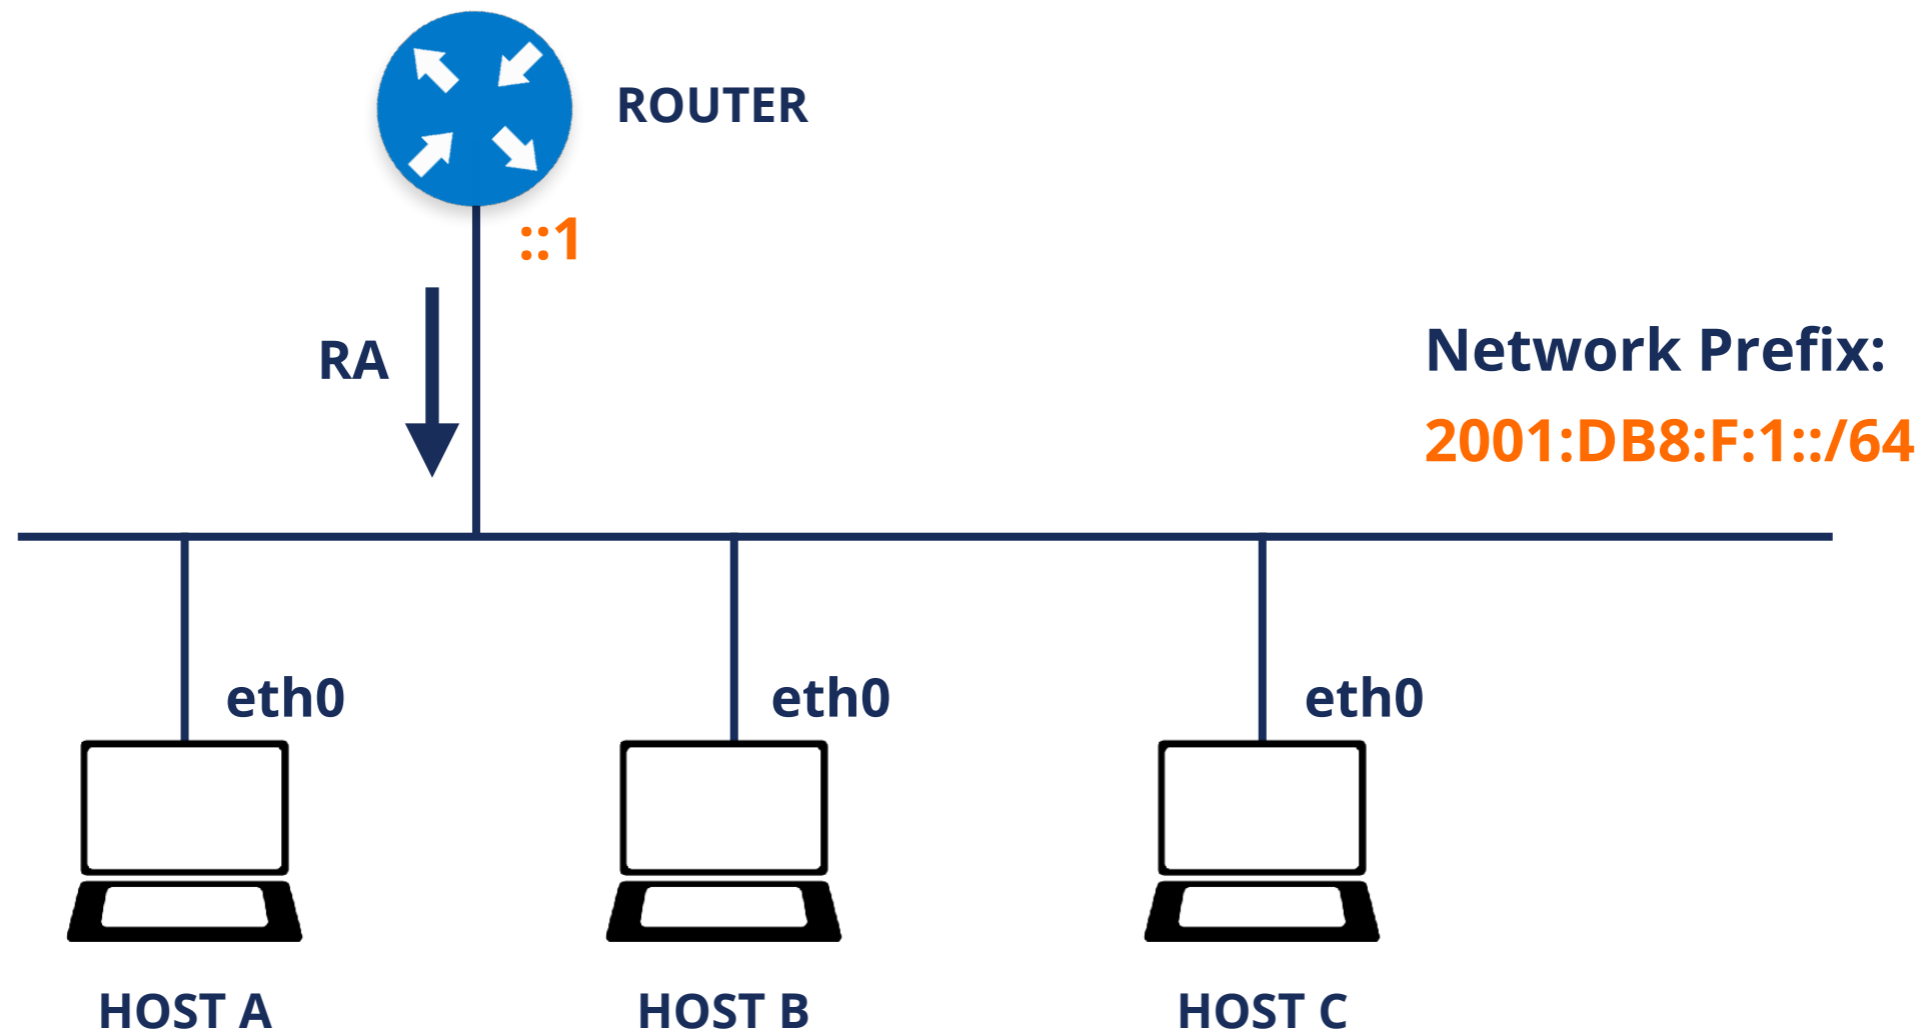 ROUTER
::1
RA
Network Prefix:
2001:DB8:F:1::/64
eth0
eth0
eth0
HOST A
HOST B
HOST C